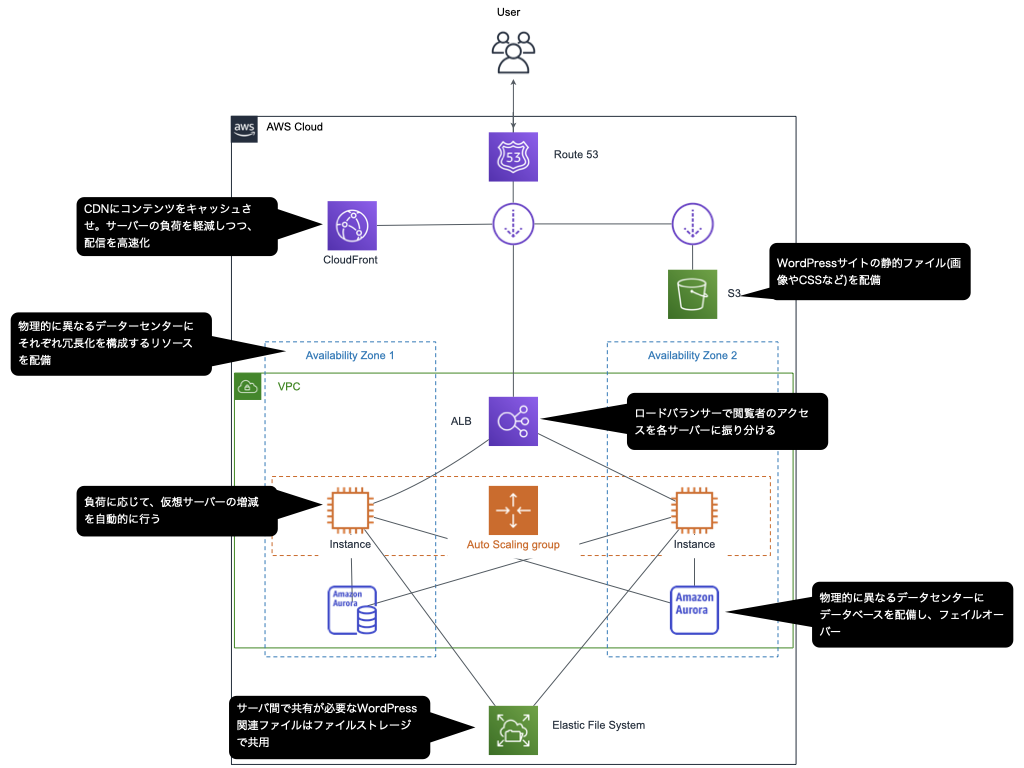 User
aws
AWS Cloud
53
Route 53
CDNにコンテンツをキャッシュさ
せ。サーバーの負荷を軽減しつつ、
配信を高速化
CloudFront
WordPressサイトの静的ファイル(画
像やCSSなど)を配備
S3
物理的に異なるデーターセンターに
それぞれ冗長化を構成するリソース
を配備
Availability Zone 1
Availability Zone 2
VPC
ALB
ロードバランサーで閲覧者のアクセ
スを各サーバーに振り分ける
負荷に応じて、仮想サーバーの増減
を自動的に行う
Instance
Auto Scaling group
Instance
Amazon
Aurora
Amazon
Aurora
物理的に異なるデータセンターに
データベースを配備し、フェイルオー
バー
サーバ間で共有が必要なWordPress
関連ファイルはファイルストレージ
で共用
Elastic File System